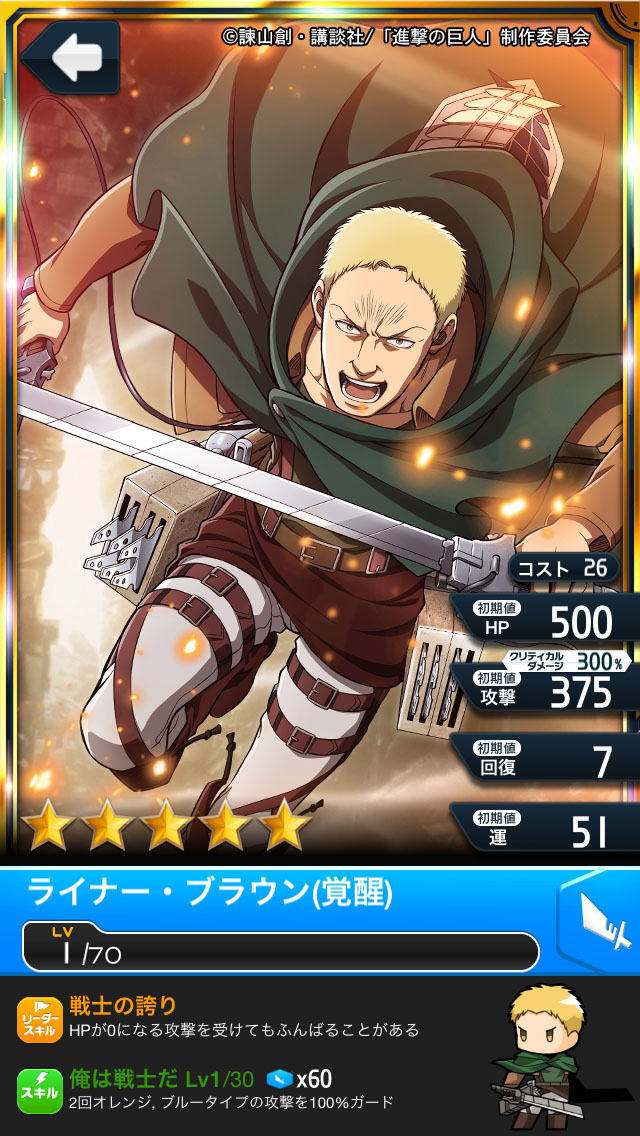 ©諫山創・講談社/「進撃の巨人」制作委員会
コスト 26
初期値
HP 500
クリティカル
ダメージ 300%
初期値
攻撃 375
初期値
回復 7
初期値
運 51
ライナー・ブラウン(覚醒)
LV
1/70
リーダー
スキル
戦士の誇り
HPが0になる攻撃を受けてもふんばることがある
スキル
俺は戦士だ Lv1/30 x60
2回オレンジ, ブルータイプの攻撃を100%ガード